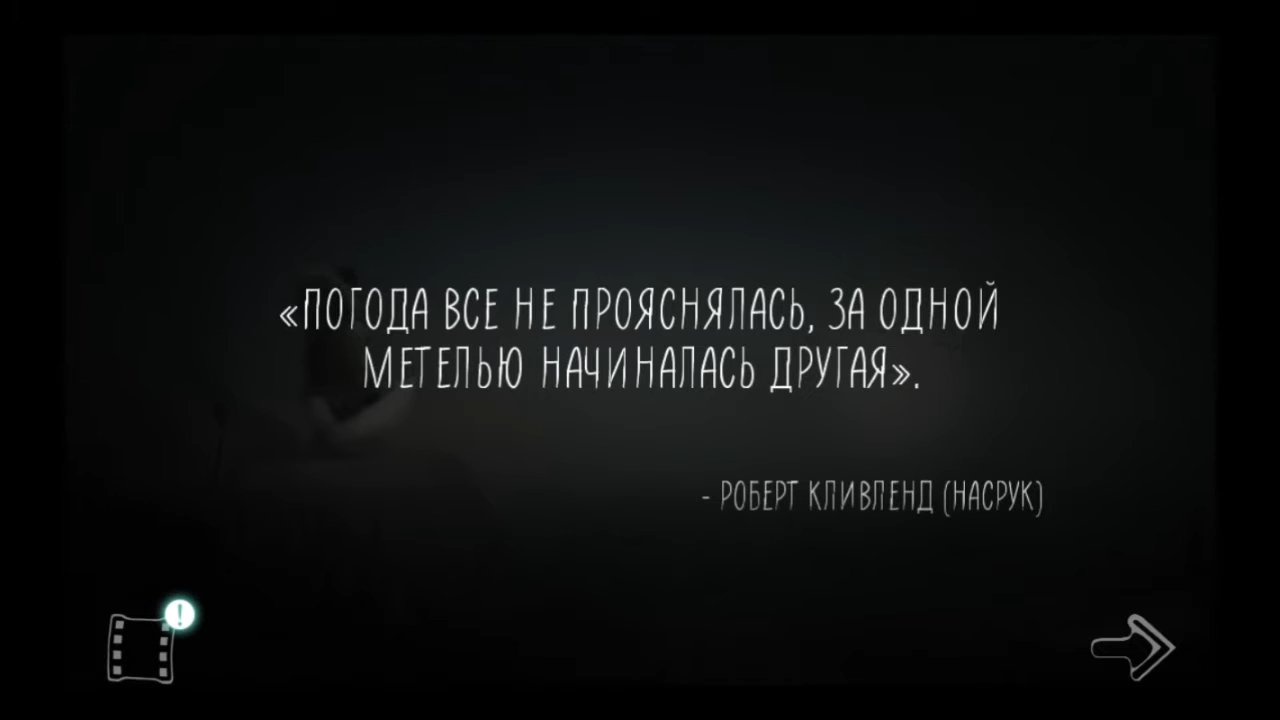 «ПОГОДА ВСЕ НЕ ПРОЯСНЯЛАСЬ, ЗА ОДНОЙ
МЕТЕЛЬЮ НАЧИНАЛАСЬ ДРУГАЯ».
- РОБЕРТ КЛИВЛЕНД (НАСРУК)
!